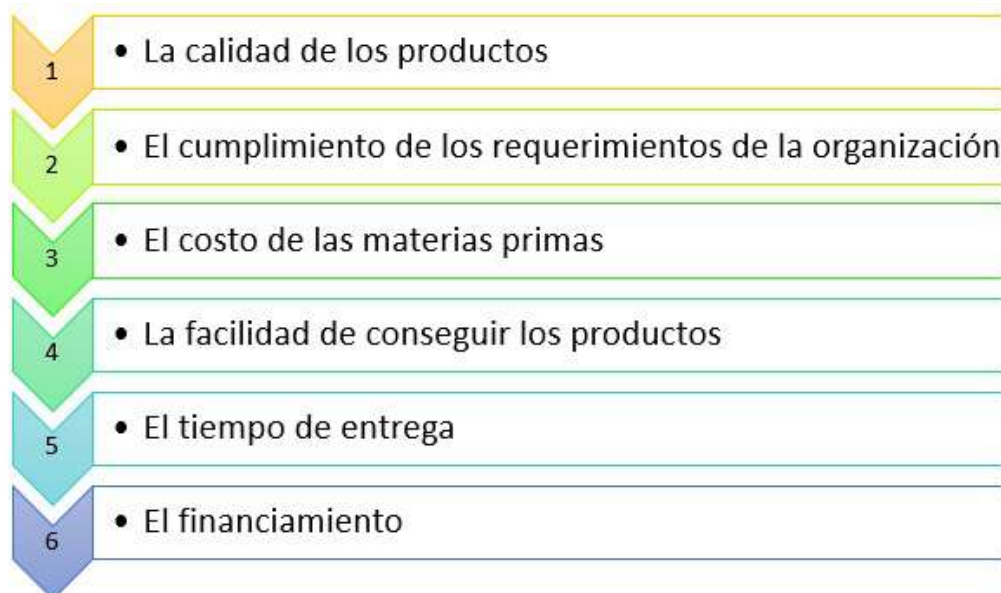 1 • La calidad de los productos
2 • El cumplimiento de los requerimientos de la organización
3 • El costo de las materias primas
4 • La facilidad de conseguir los productos
5 • El tiempo de entrega
6 • El financiamiento